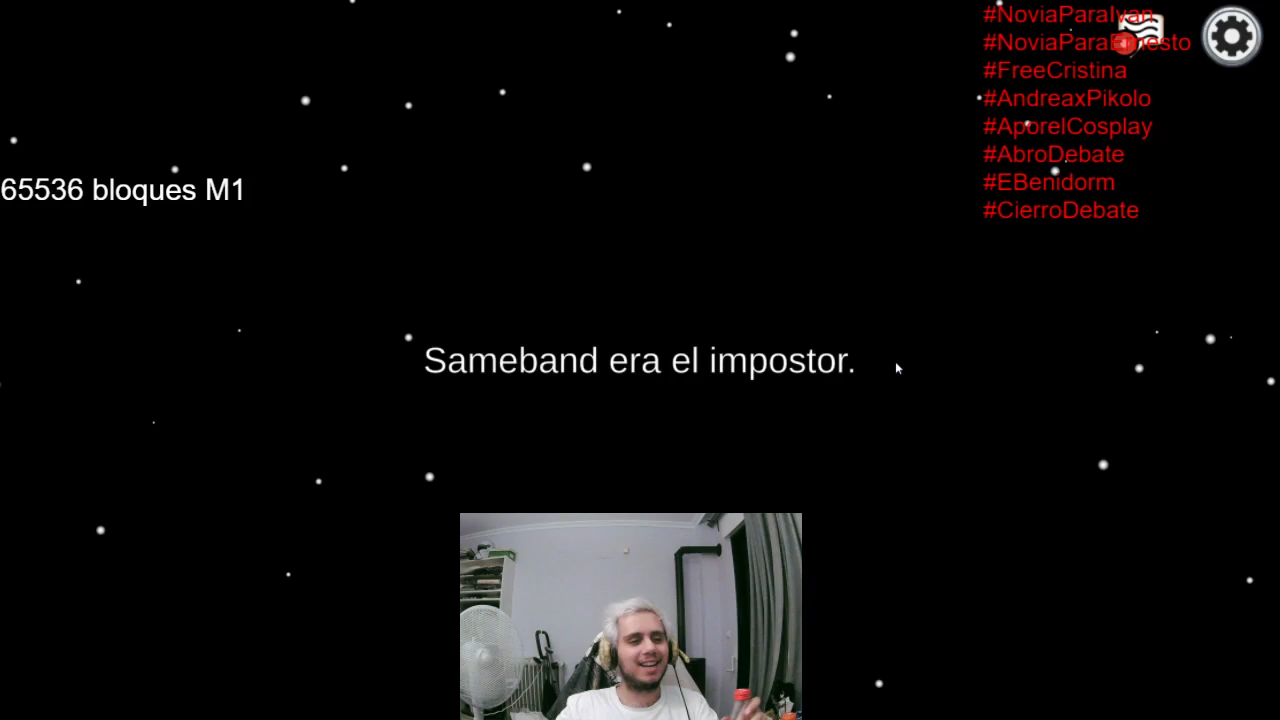 #NoviaParaIvan
#NoviaParaErnesto
#FreeCristina
#AndreaxPikolo
#AporelCosplay
#AbroDebate
#EBenidorm
#CierroDebate
65536 bloques M1
Sameband era el impostor.